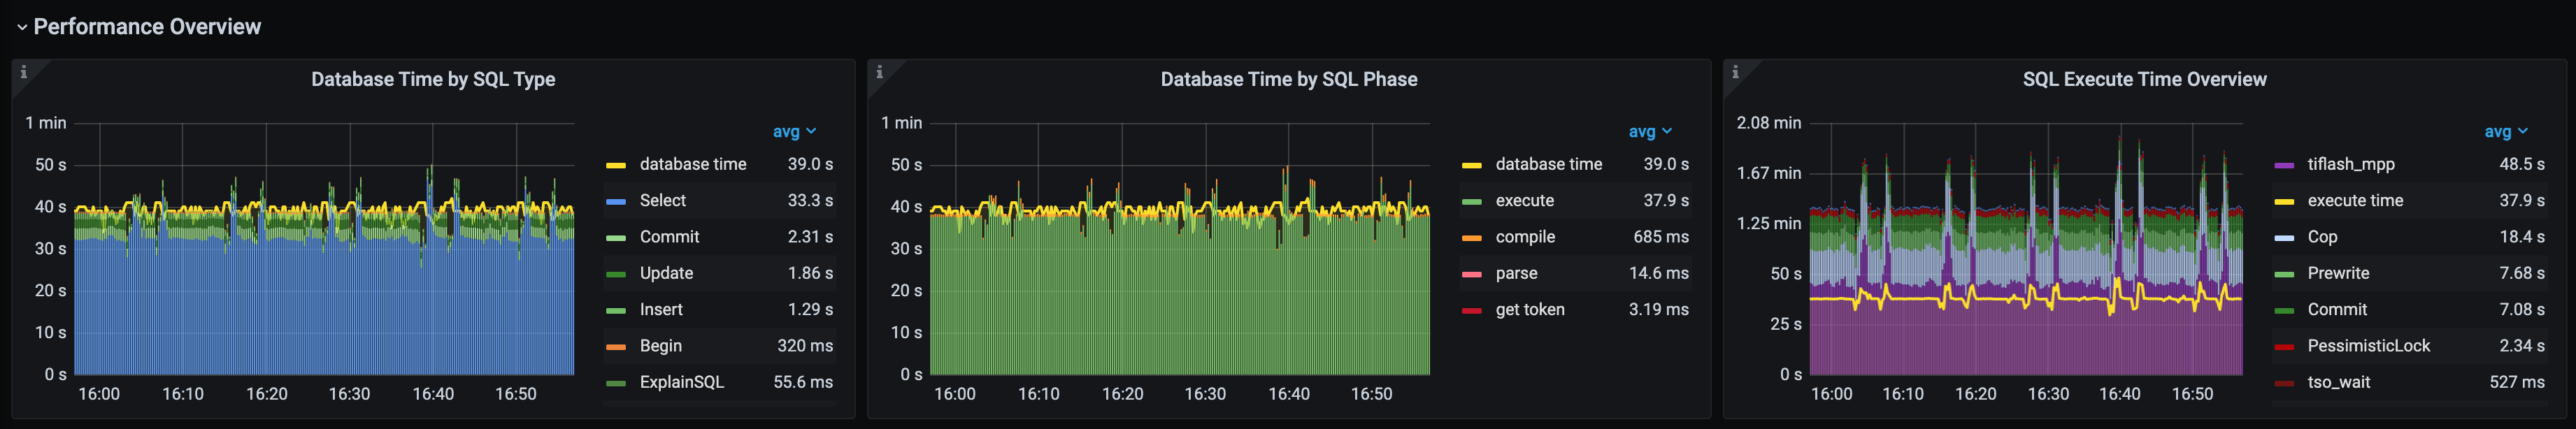 Performance Overview
Database Time by SQL Type
1 min
50 s
40 s
30 s
20 s
10 s
0 s
16:00 16:10 16:20 16:30 16:40 16:50
avg
database time 39.0 s
Select 33.3 s
Commit 2.31 s
Update 1.86 s
Insert 1.29 s
Begin 320 ms
ExplainSQL 55.6 ms
Database Time by SQL Phase
1 min
50 s
40 s
30 s
20 s
10 s
0 s
16:00 16:10 16:20 16:30 16:40 16:50
avg
database time 39.0 s
execute 37.9 s
compile 685 ms
parse 14.6 ms
get token 3.19 ms
SQL Execute Time Overview
2.08 min
1.67 min
1.25 min
50 s
25 s
0 s
16:00 16:10 16:20 16:30 16:40 16:50
avg
tiflash_mpp 48.5 s
execute time 37.9 s
Cop 18.4 s
Prewrite 7.68 s
Commit 7.08 s
PessimisticLock 2.34 s
tso_wait 527 ms